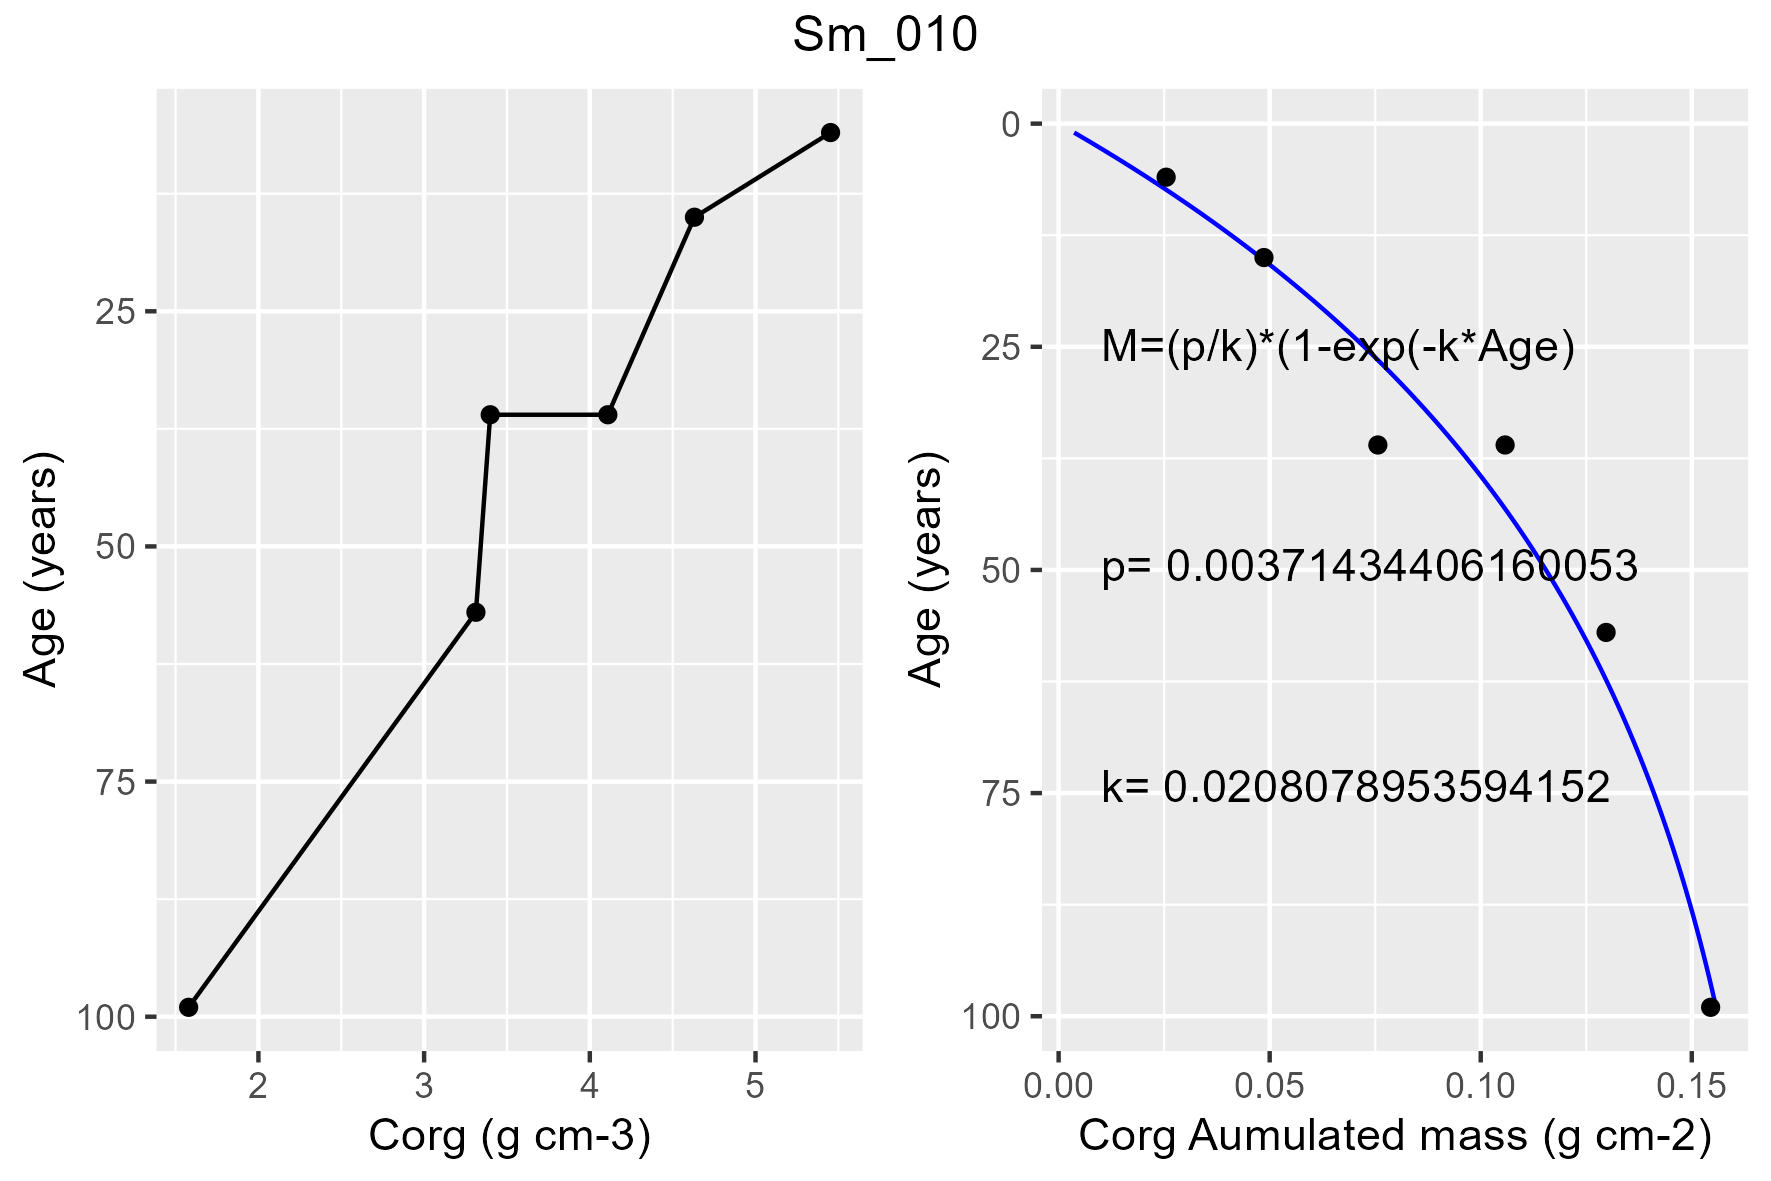 Sm_010
Age (years)
25
50
75
100
2 3 4 5
Corg (g cm-3)
Age (years)
0
25
50
75
100
M=(p/k)*(1-exp(-k*Age)
p= 0.00371434406160053
k= 0.0208078953594152
0.00 0.05 0.10 0.15
Corg Aumulated mass (g cm-2)